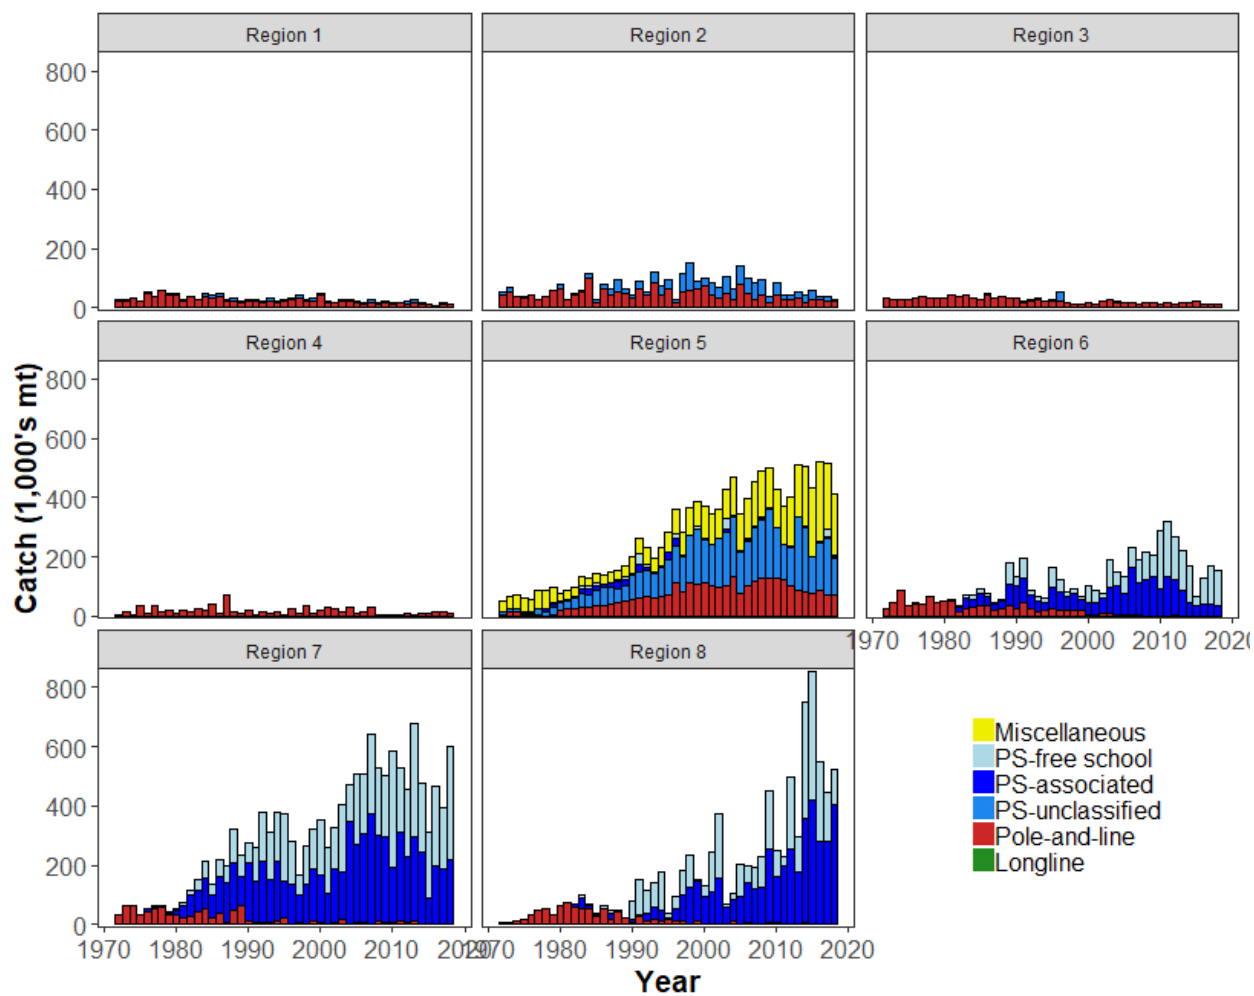 Region 1
Region 2
Region 3
800
600
400
200
0
Region 4
Region 5
Region 6
800
600
400
200
0
1970
1980
1990
2000
2010
2020
Region 7
Region 8
800
600
400
200
0
1970
1980
1990
2000
2010
2020
1970
1980
1990
2000
2010
2020
Catch (1,000's mt)
Year
Miscellaneous
PS-free school
PS-associated
PS-unclassified
Pole-and-line
Longline